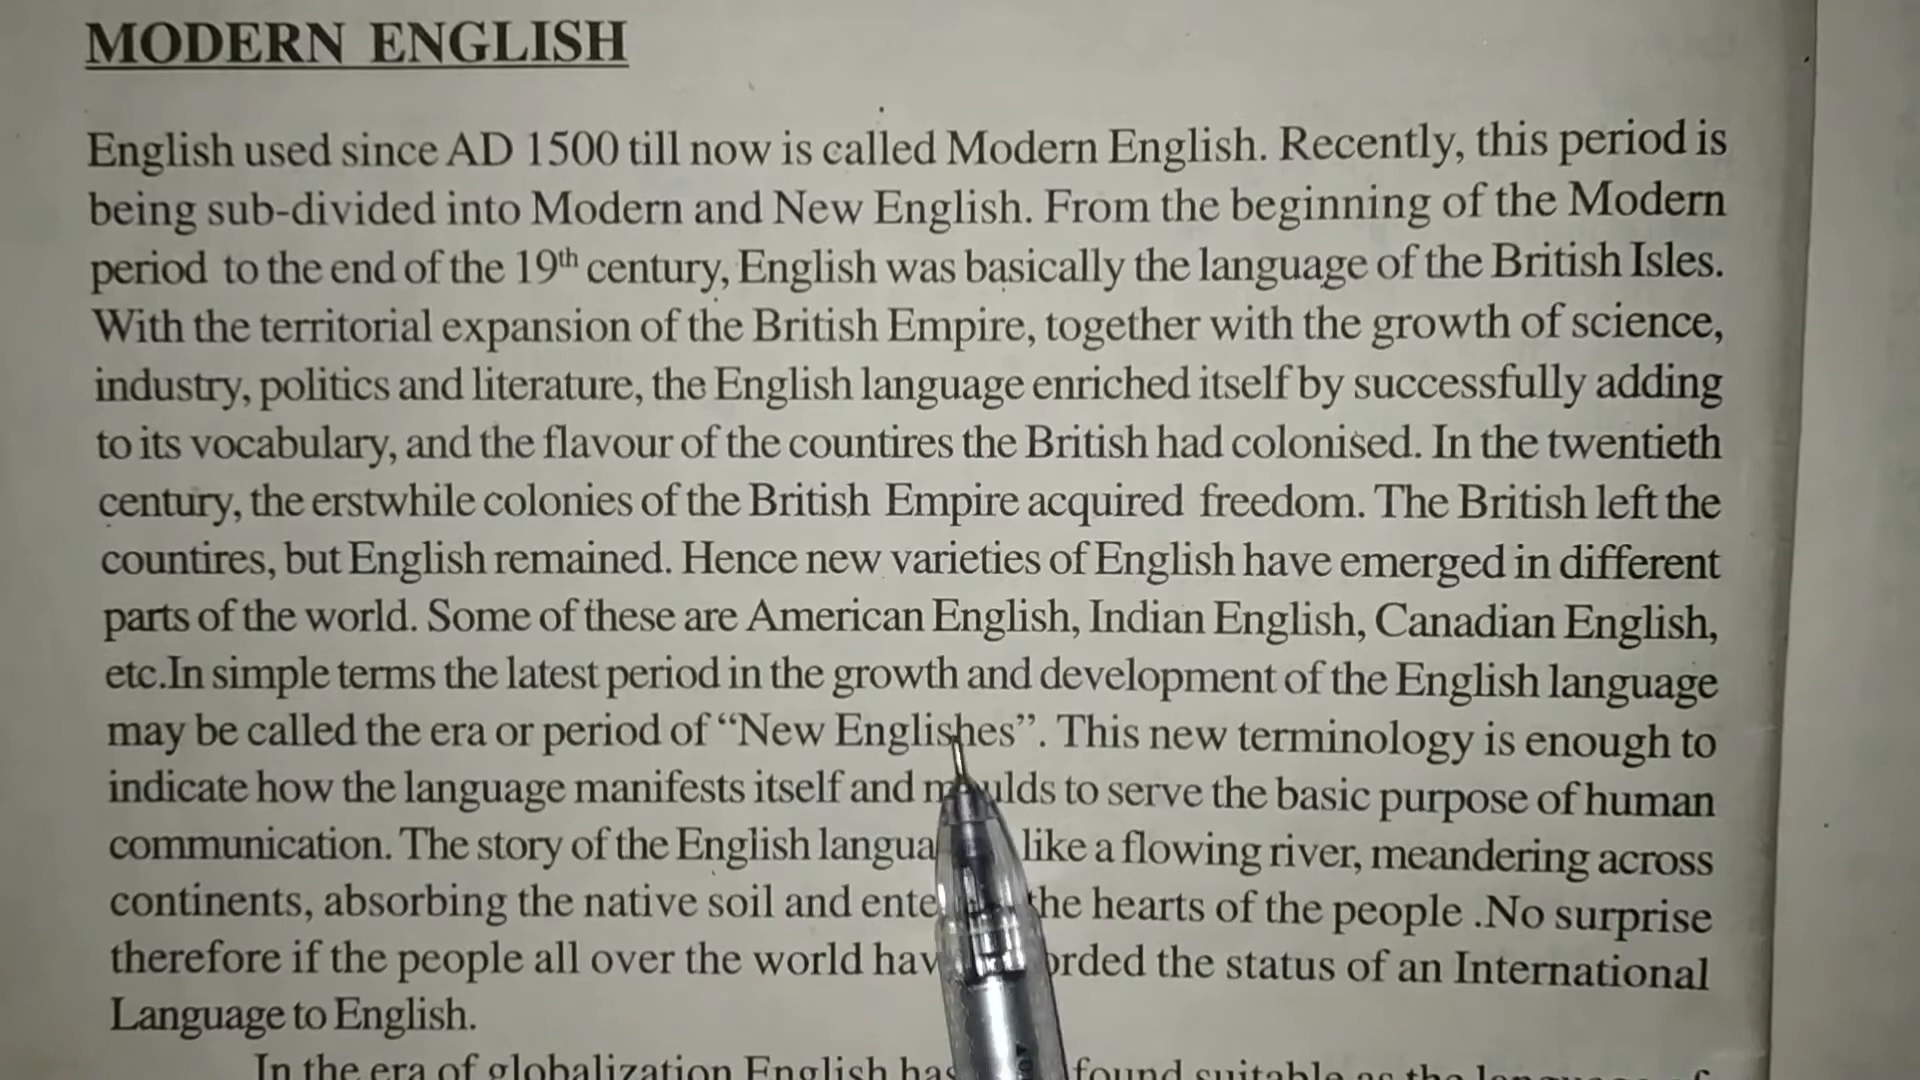 MODERN ENGLISH
English used since AD 1500 till now is called Modern English. Recently, this period is
being sub-divided into Modern and New English. From the beginning of the Modern
period to the end of the 19th century, English was basically the language of the British Isles.
With the territorial expansion of the British Empire, together with the growth of science,
industry, politics and literature, the English language enriched itself by successfully adding
to its vocabulary, and the flavour of the countires the British had colonised. In the twentieth
century, the erstwhile colonies of the British Empire acquired freedom. The British left the
countires, but English remained. Hence new varieties of English have emerged in different
parts of the world. Some of these are American English, Indian English, Canadian English,
etc.In simple terms the latest period in the growth and development of the English language
may be called the era or period of “New Englishes”. This new terminology is enough to
indicate how the language manifests itself and moulds to serve the basic purpose of human
communication. The story of the English like a flowing river, meandering across
continents, absorbing the native soil and the hearts of the people .No surprise
therefore if the people all over the world the status of an International
Language to English.
In the era of globalization English found suitable as the of